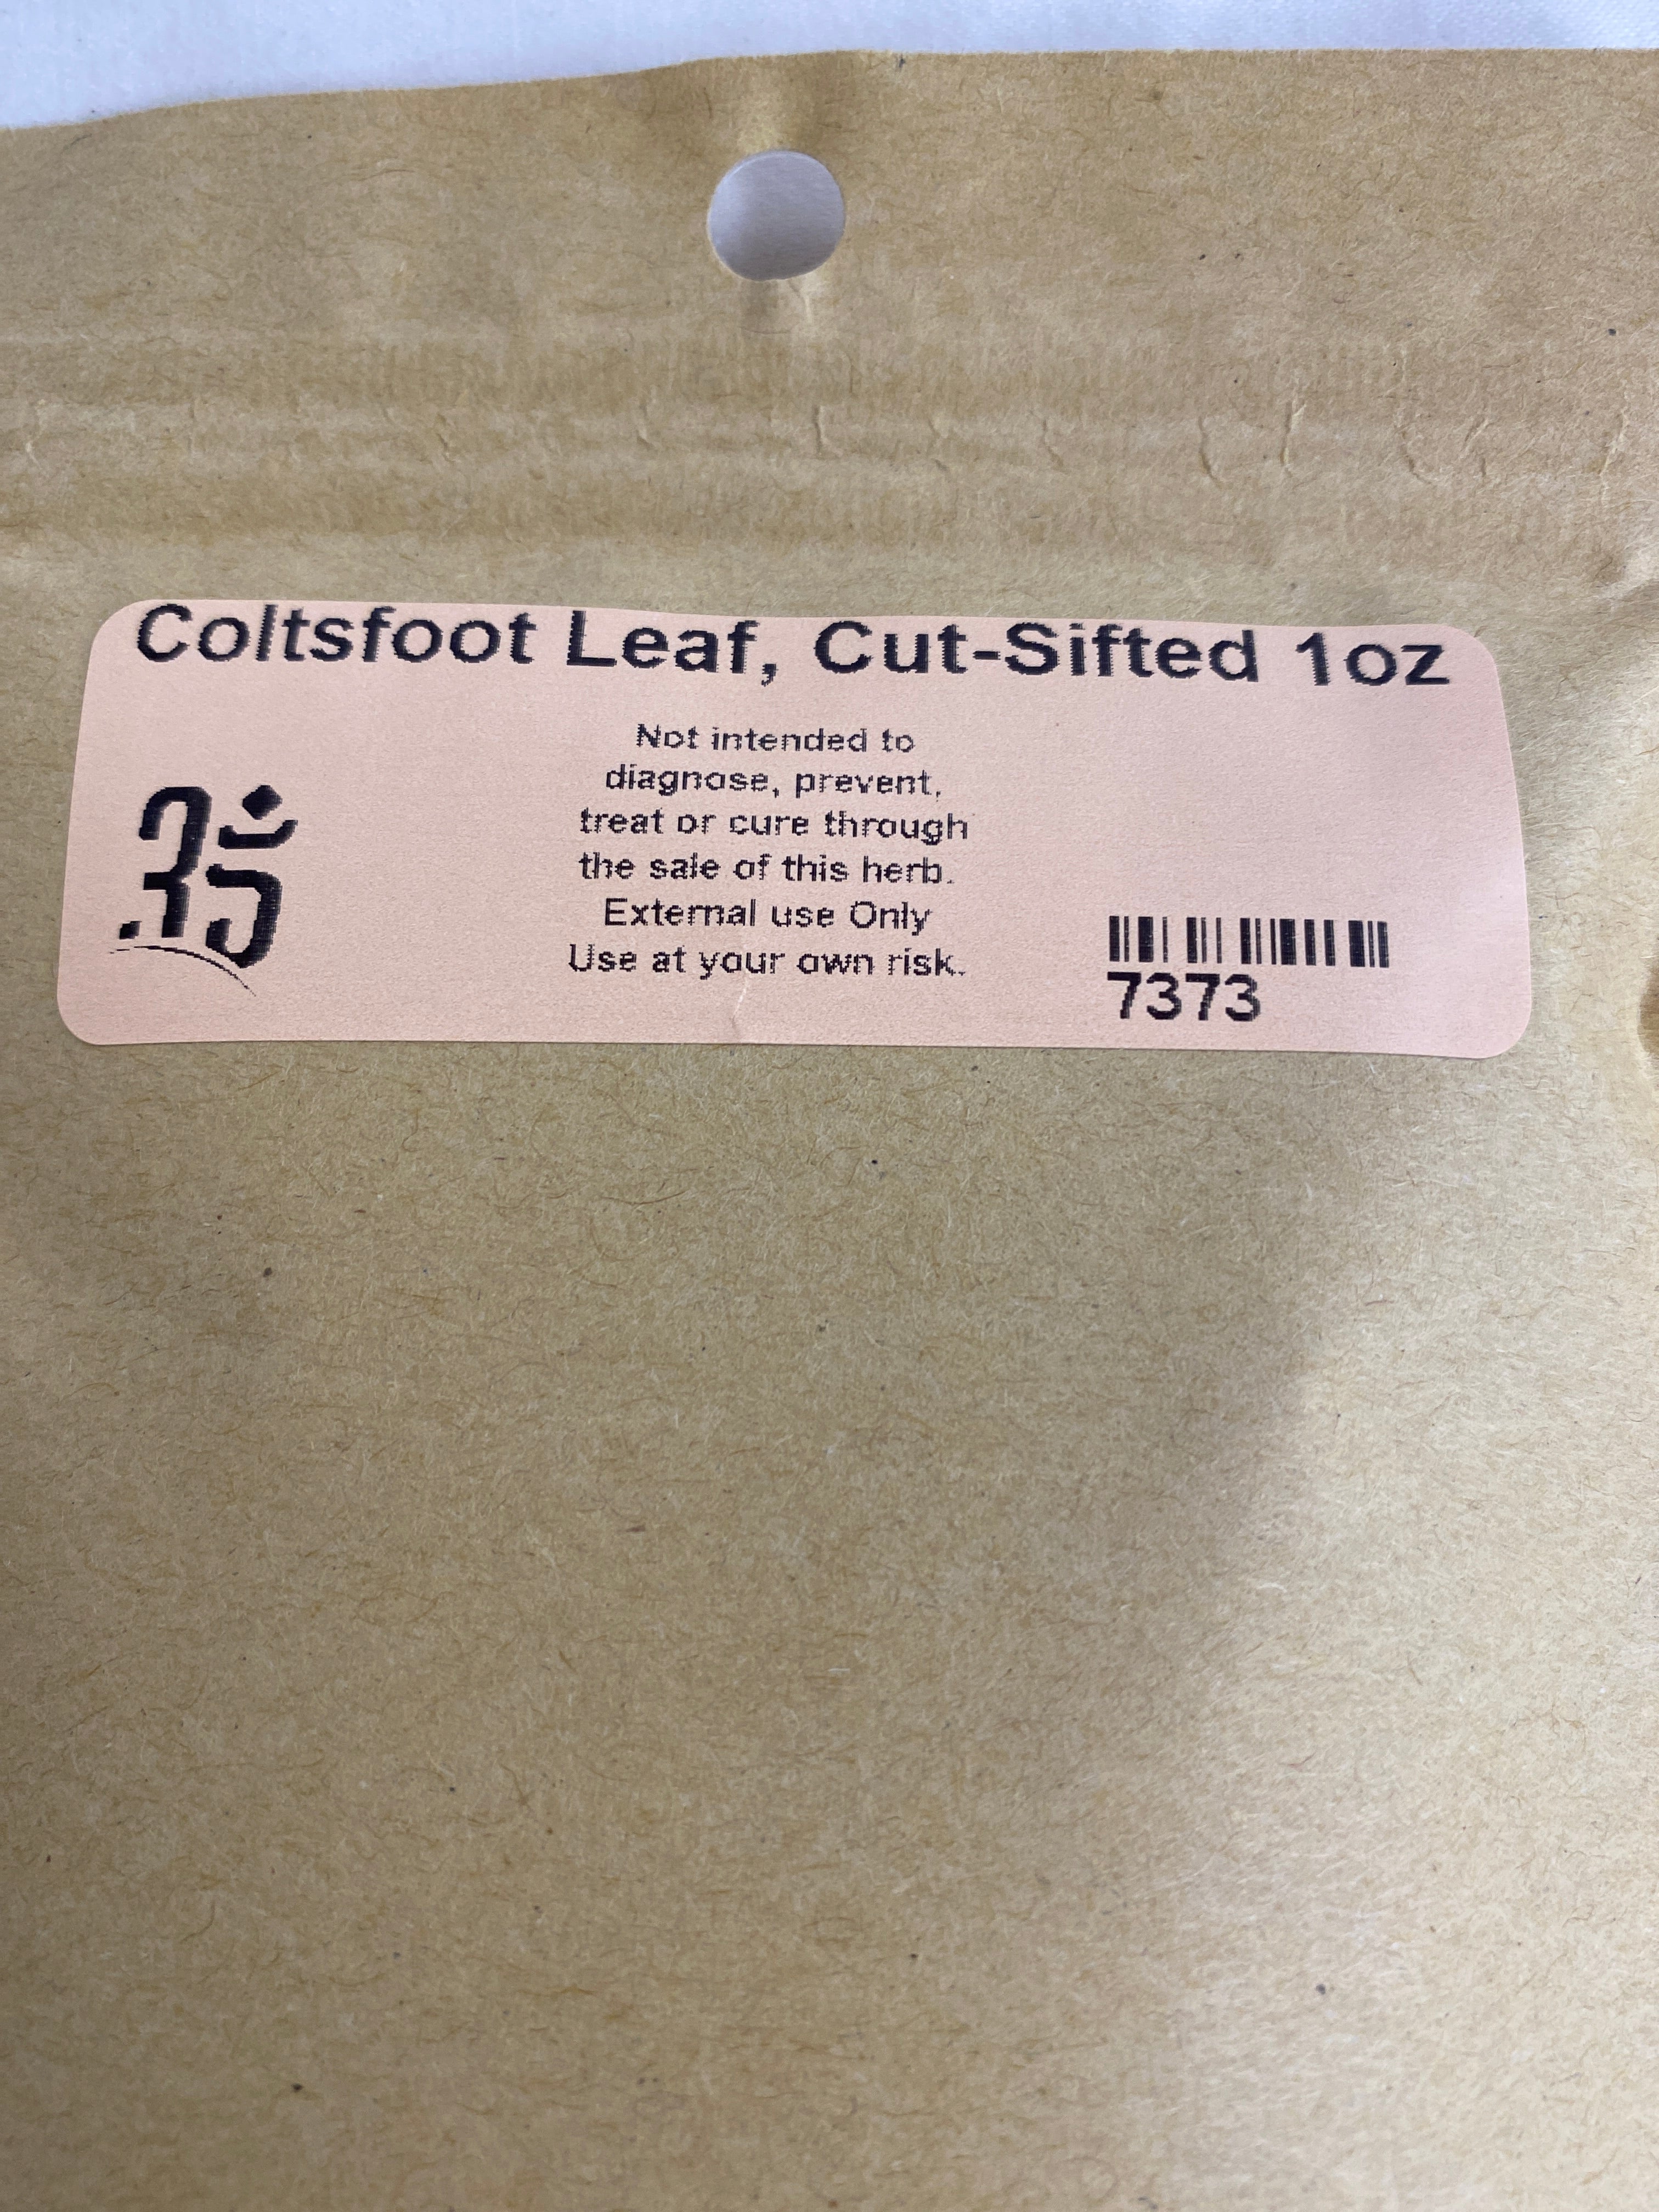 Coltsfoot Leaf, Cut-Sifted 1oz
Not intended to
diagnose, prevent,
treat or cure through
the sale of this herb.
External use Only
Use at your own risk.
7373